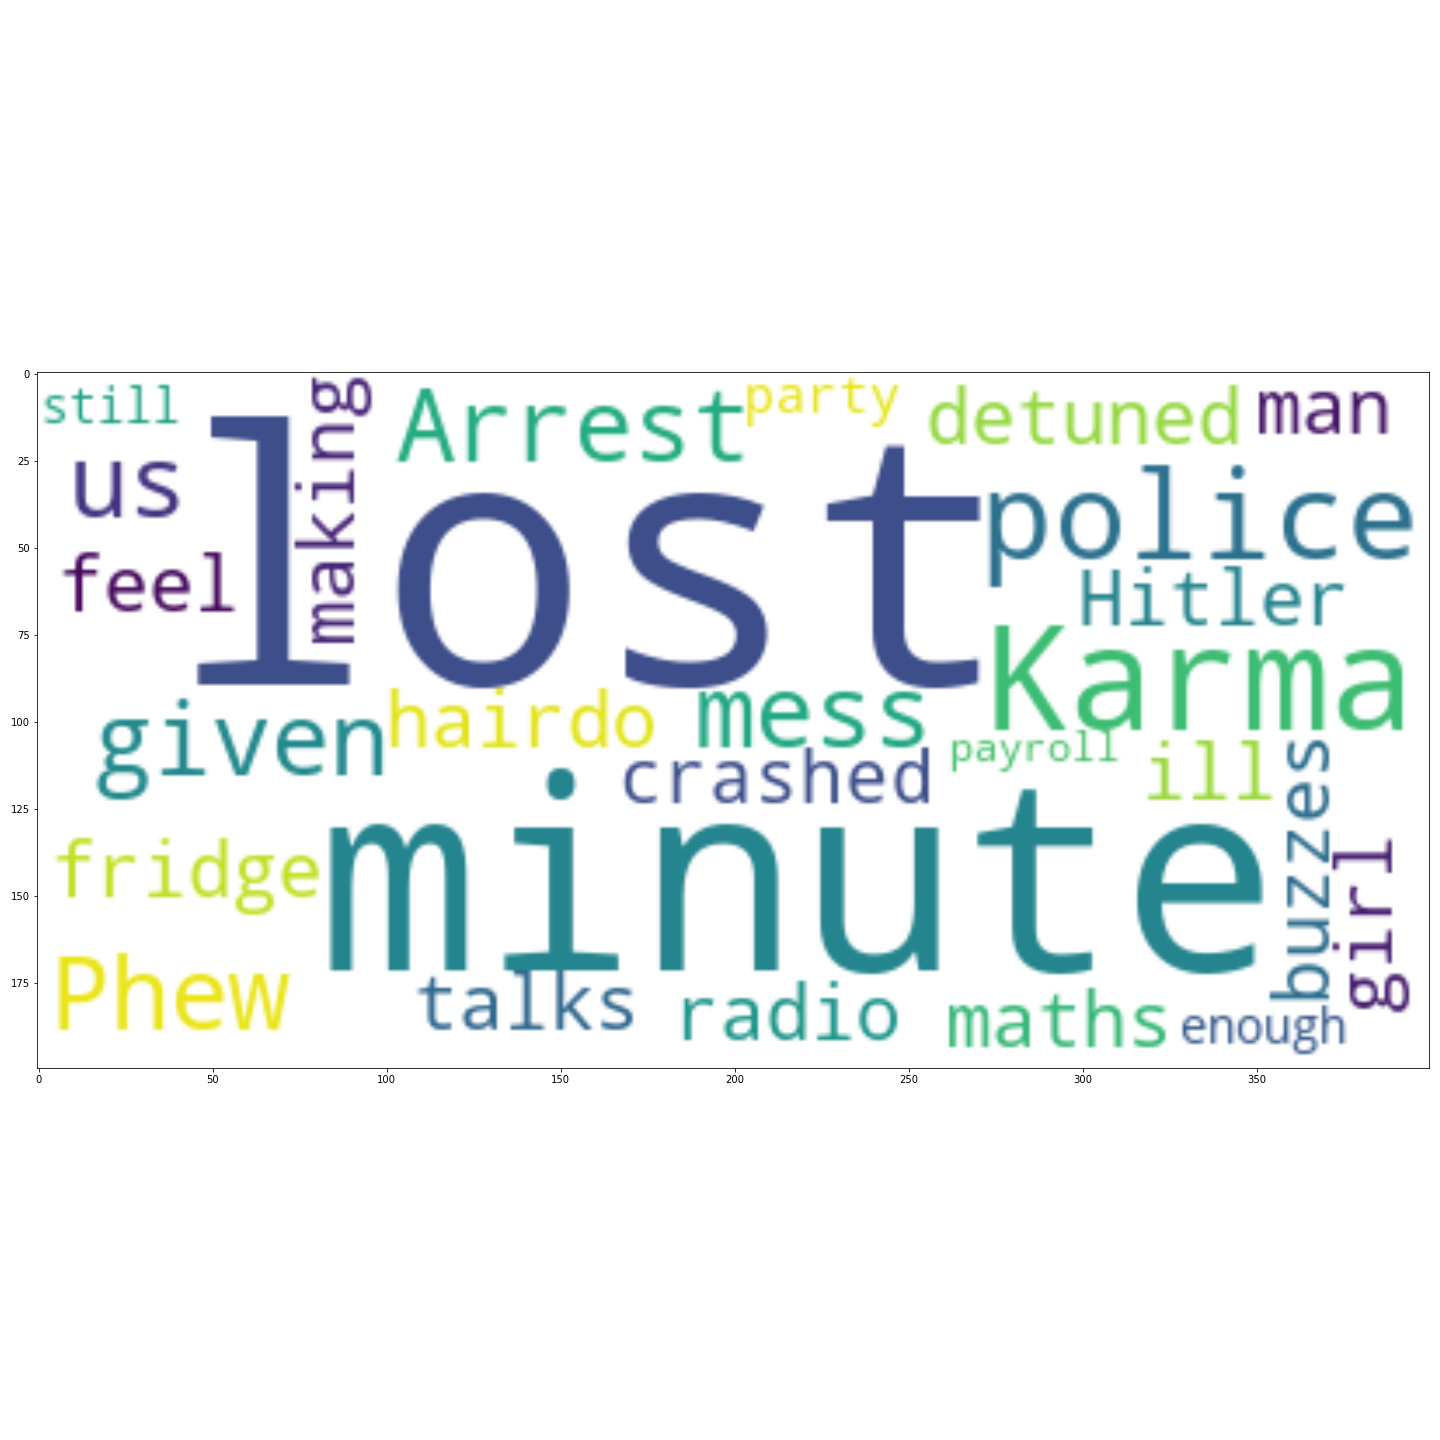 0
still
making
Arrest
party
detuned
man
25
us
lost
police
50
feel
Hitler
75
Karma
given
hairdo
mess
100
payroll
crashed
ill
buzzes
125
minute
fridge
girl
150
Phew
175
talks
radio
maths
enough
0 50 100 150 200 250 300 350